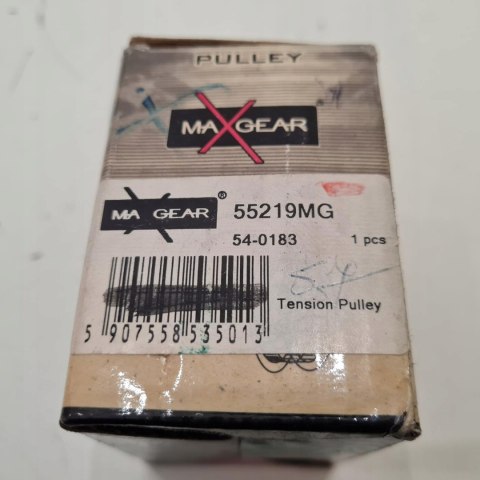 PULLEY
MAXGEAR®
MAXGEAR® 55219MG
54-0183 1 pcs
Tension Pulley
5 907558 535013